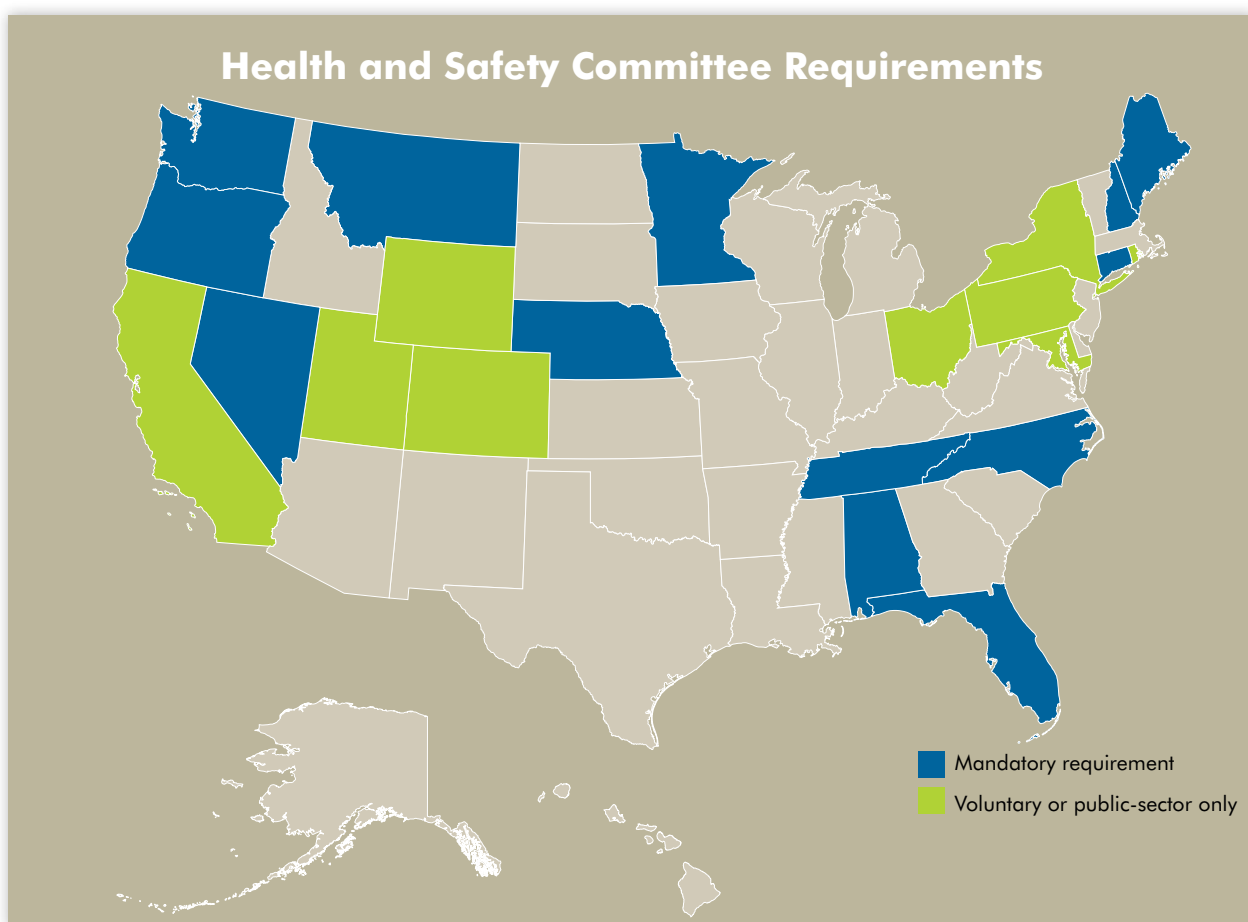 Health and Safety Committee Requirements
Mandatory requirement
Voluntary or public-sector only